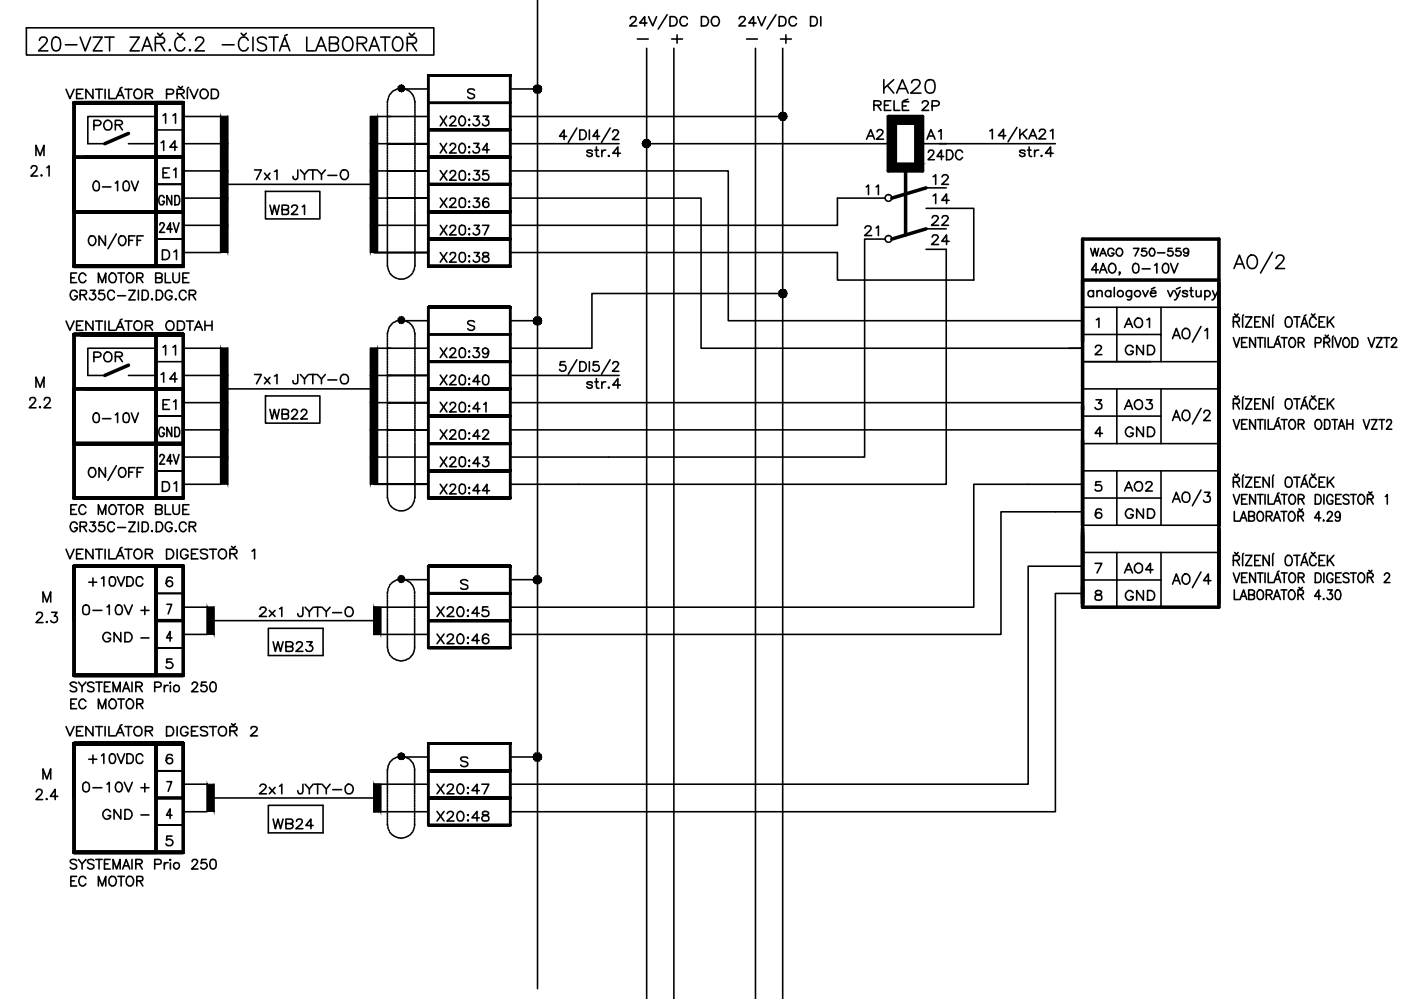 24V/DC DO 24V/DC DI
- + - +
20-VZT ZAŘ.Č.2 -ČISTÁ LABORATOŘ
VENTILÁTOR PŘÍVOD
M
2.1
POR
11
14
0-10V
E1
GND
ON/OFF
24V
D1
EC MOTOR BLUE
GR35C-ZID.DG.CR
7x1 JYTY-O
WB21
S
X20:33
X20:34
X20:35
X20:36
X20:37
X20:38
4/DI4/2
str.4
KA20
RELÉ 2P
A2
A1
24DC
14/KA21
str.4
11
12
14
21
22
24
VENTILÁTOR ODTAH
M
2.2
POR
11
14
0-10V
E1
GND
ON/OFF
24V
D1
EC MOTOR BLUE
GR35C-ZID.DG.CR
7x1 JYTY-O
WB22
S
X20:39
X20:40
X20:41
X20:42
X20:43
X20:44
5/DI5/2
str.4
VENTILÁTOR DIGESTOŘ 1
M
2.3
+10VDC 6
0-10V + 7
GND - 4
5
SYSTEMAIR Prio 250
EC MOTOR
2x1 JYTY-O
WB23
S
X20:45
X20:46
VENTILÁTOR DIGESTOŘ 2
M
2.4
+10VDC 6
0-10V + 7
GND - 4
5
SYSTEMAIR Prio 250
EC MOTOR
2x1 JYTY-O
WB24
S
X20:47
X20:48
WAGO 750-559
4AO, 0-10V
AO/2
analogové výstupy
1 AO1
2 GND
AO/1
ŘÍZENÍ OTÁČEK
VENTILÁTOR PŘÍVOD VZT2
3 AO3
4 GND
AO/2
ŘÍZENÍ OTÁČEK
VENTILÁTOR ODTAH VZT2
5 AO2
6 GND
AO/3
ŘÍZENÍ OTÁČEK
VENTILÁTOR DIGESTOŘ 1
LABORATOŘ 4.29
7 AO4
8 GND
AO/4
ŘÍZENÍ OTÁČEK
VENTILÁTOR DIGESTOŘ 2
LABORATOŘ 4.30